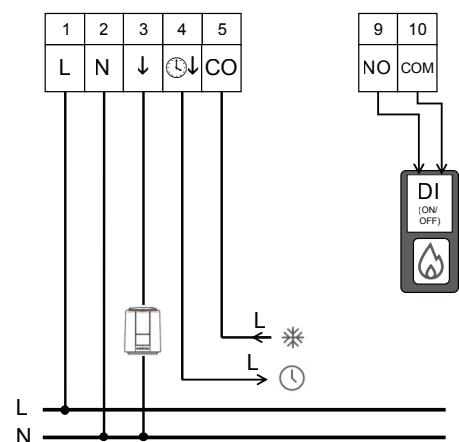 1 2 3 4 5 9 10
L N ↓ ↓ CO NO COM
DI
(ON/
OFF)
L
L
L
N